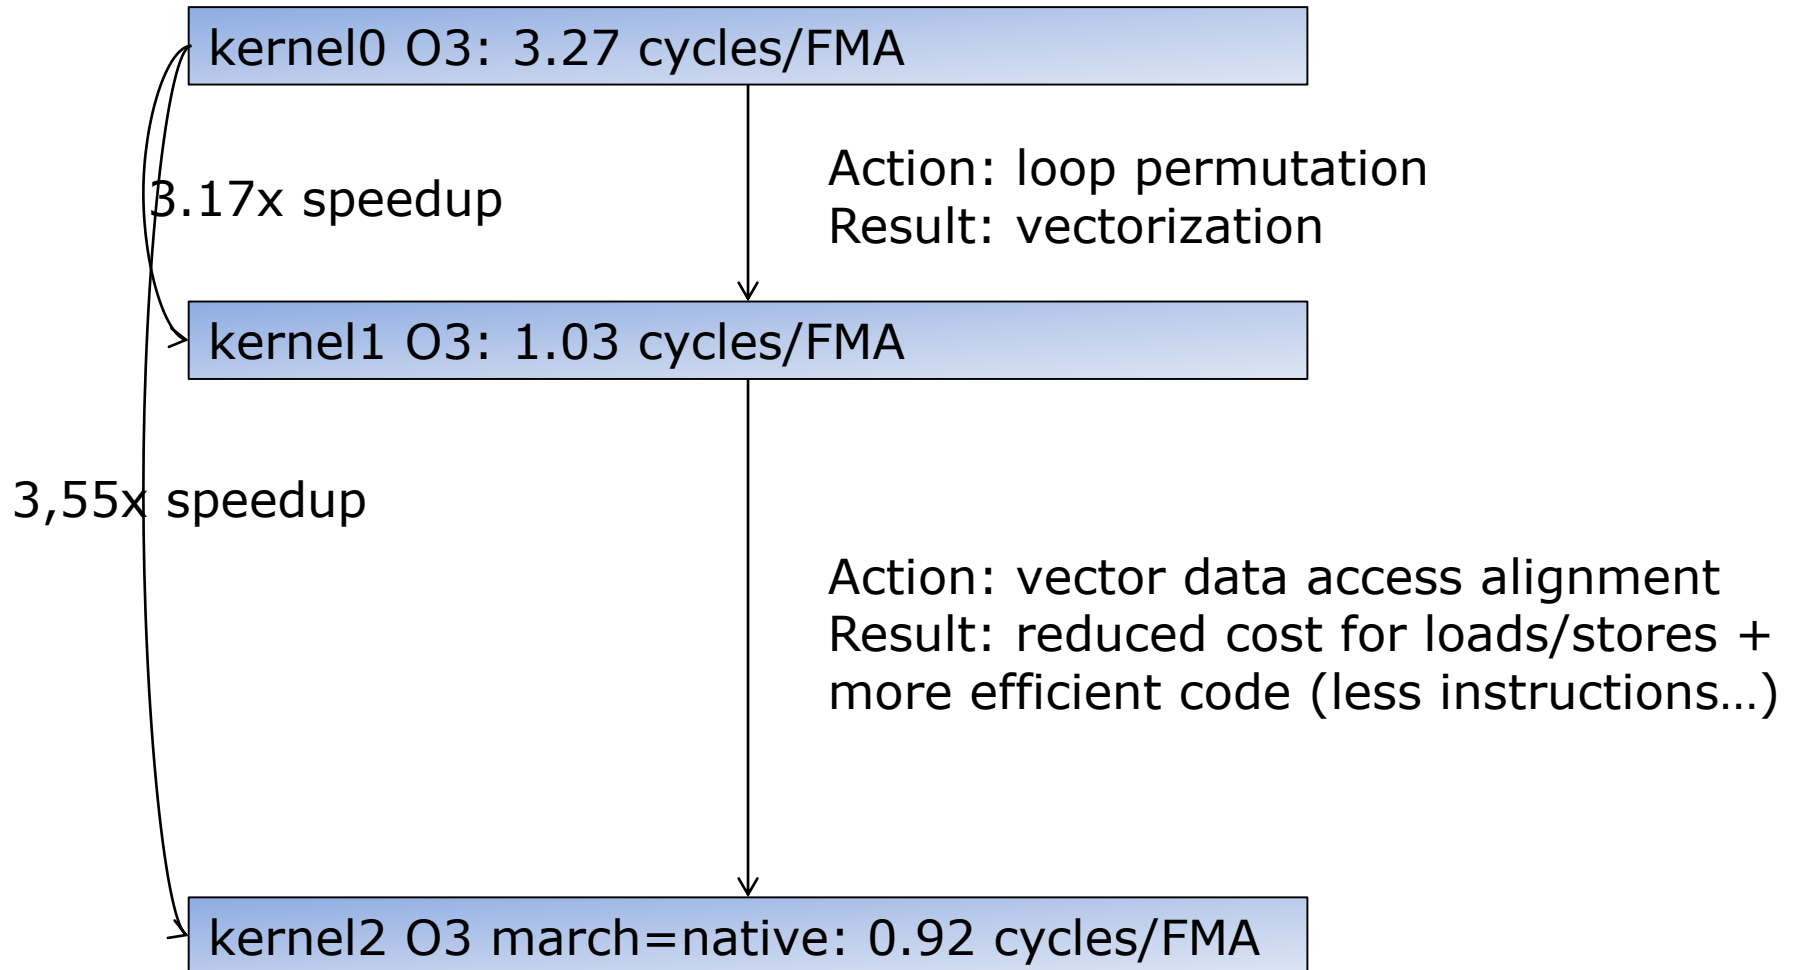 kernel0 O3: 3.27 cycles/FMA
3.17x speedup
Action: loop permutation
Result: vectorization
kernel1 O3: 1.03 cycles/FMA
3,55x speedup
Action: vector data access alignment
Result: reduced cost for loads/stores +
more efficient code (less instructions…)
kernel2 O3 march=native: 0.92 cycles/FMA